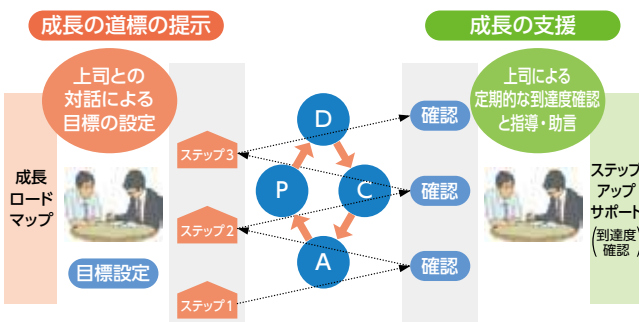 成長の道標の提示
成長の支援
上司との
対話による
目標の設定
上司による
定期的な到達度確認
と指導・助言
成長
ロード
マップ
目標設定
ステップ3
ステップ2
ステップ1
D
P
C
A
確認
確認
確認
ステップ
アップ
サポート
(到達度
確認)